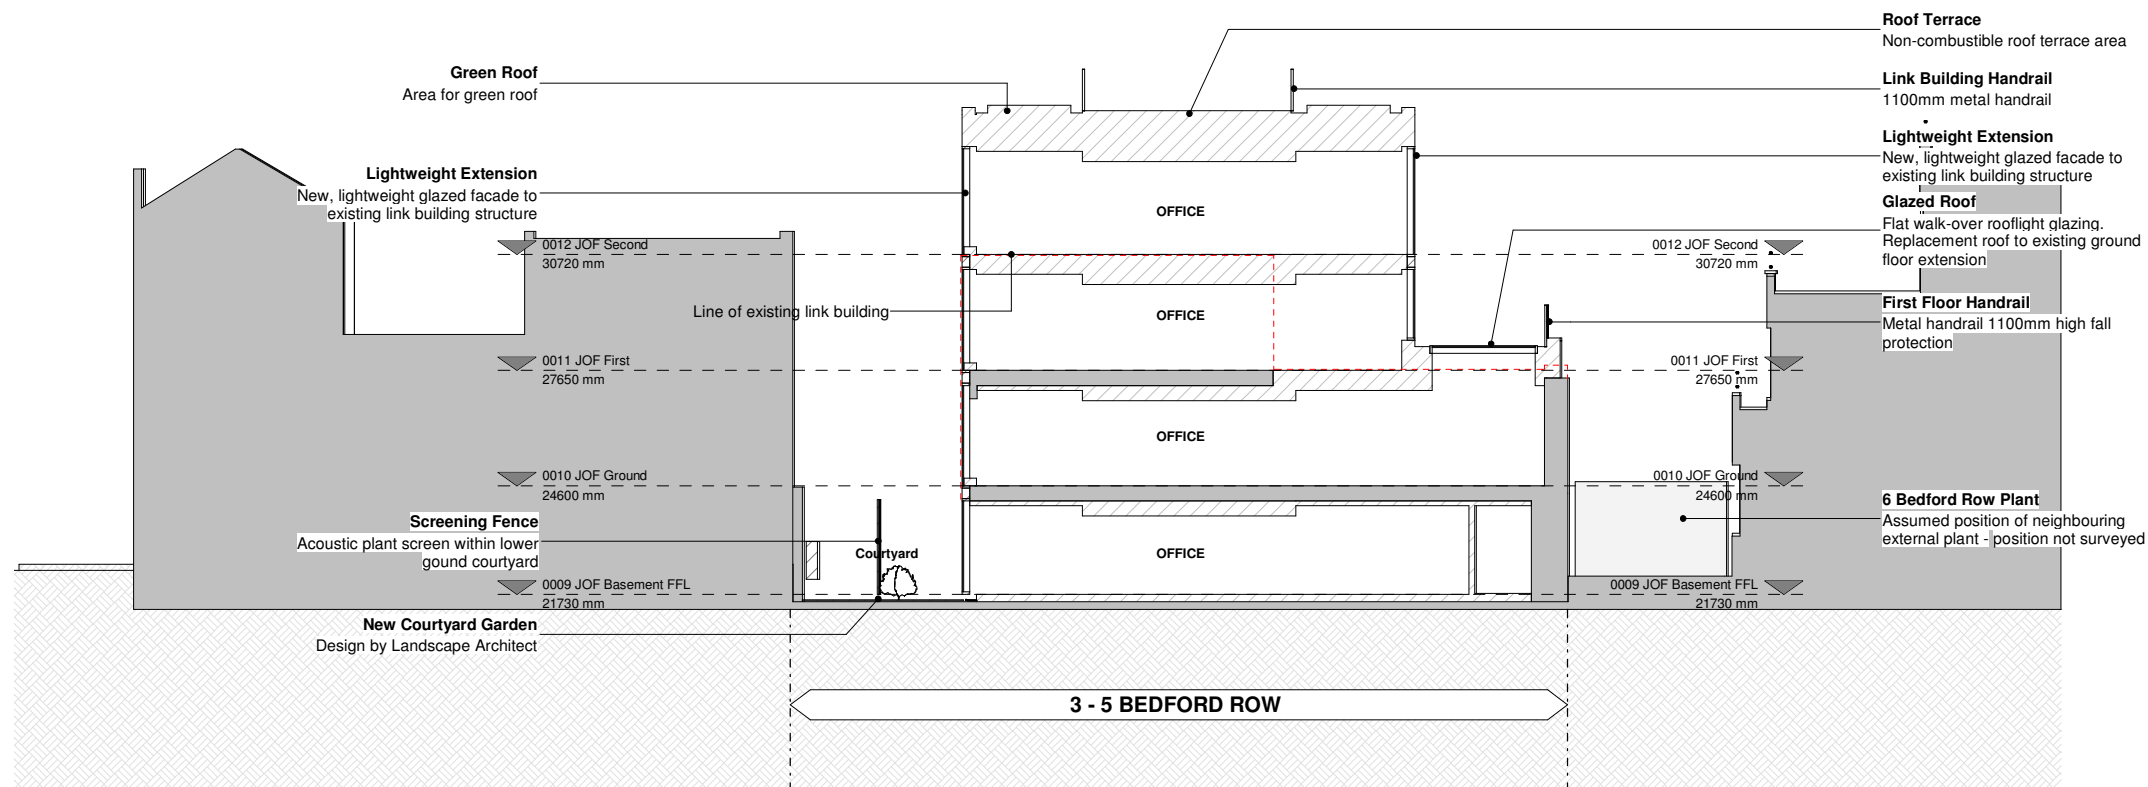 Roof Terrace
Non-combustible roof terrace area
Green Roof
Area for green roof
Link Building Handrail
1100mm metal handrail
Lightweight Extension
New, lightweight glazed facade to
existing link building structure
Lightweight Extension
New, lightweight glazed facade to
existing link building structure
Glazed Roof
Flat walk-over rooflight glazing.
Replacement roof to existing ground
floor extension
OFFICE
0012 JOF Second
30720 mm
0012 JOF Second
30720 mm
Line of existing link building
OFFICE
First Floor Handrail
Metal handrail 1100mm high fall
protection
0011 JOF First
27650 mm
0011 JOF First
27650 mm
OFFICE
0010 JOF Ground
24600 mm
0010 JOF Ground
24600 mm
Screening Fence
Acoustic plant screen within lower
gound courtyard
Courtyard
OFFICE
6 Bedford Row Plant
Assumed position of neighbouring
external plant - position not surveyed
0009 JOF Basement FFL
21730 mm
0009 JOF Basement FFL
21730 mm
New Courtyard Garden
Design by Landscape Architect
3 - 5 BEDFORD ROW